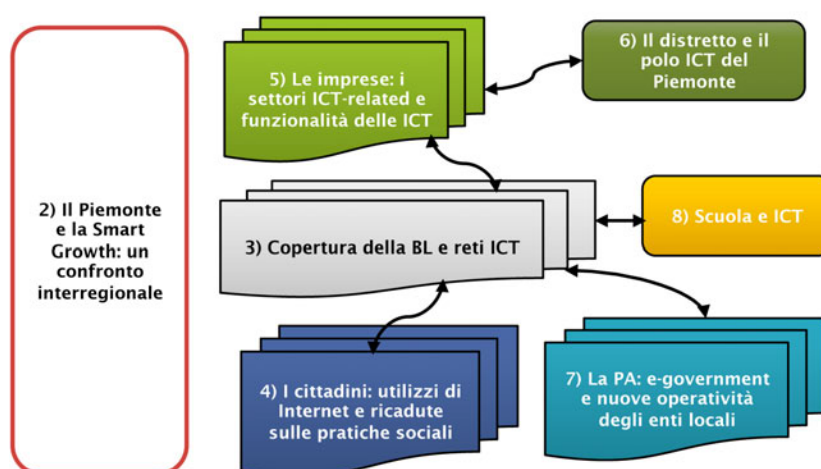 2) Il Piemonte
e la Smart
Growth: un
confronto
interregionale
5) Le imprese: i
settori ICT-related e
funzionalità delle ICT
6) Il distretto e il
polo ICT del
Piemonte
3) Copertura della BL e reti ICT
8) Scuola e ICT
4) I cittadini: utilizzi di
Internet e ricadute
sulle pratiche sociali
7) La PA: e-government
e nuove operatività
degli enti locali